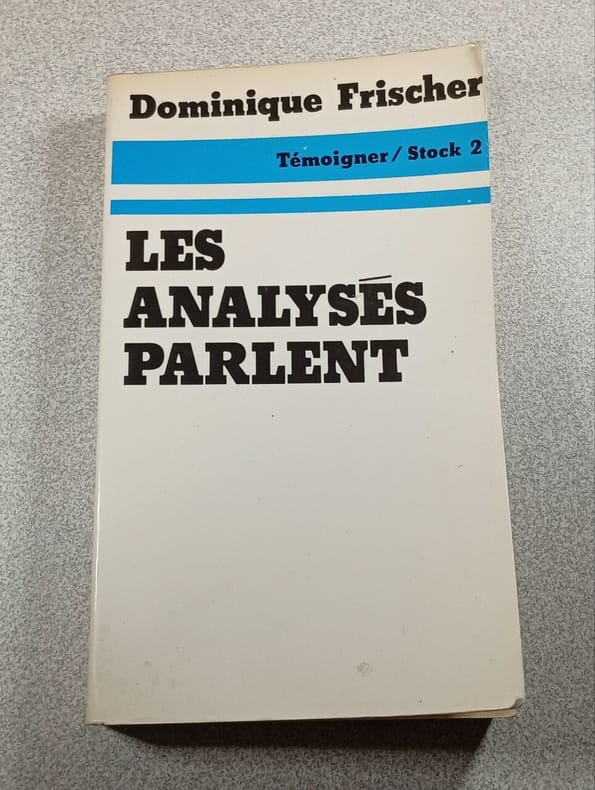 Dominique Frischer
Témoigner / Stock 2
LES
ANALYSÉS
PARLENT